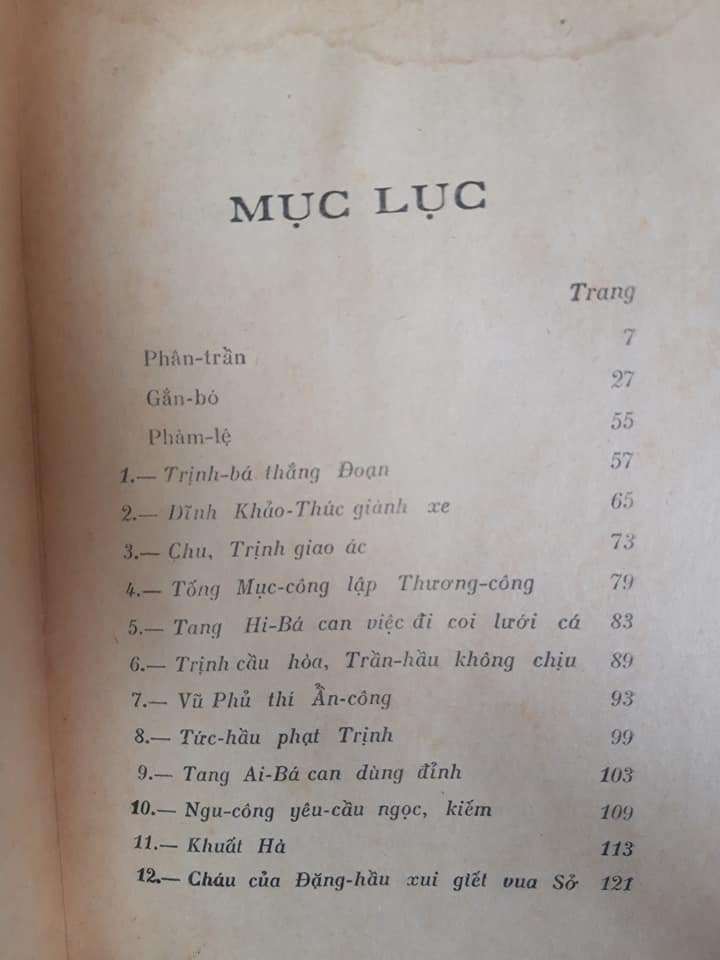 MỤC LỤC
Trang
Phân-trần 7
Gắn-bó 27
Phàm-lệ 55
1.— Trịnh-bá thắng Đoạn 57
2.— Dĩnh Khảo-Thúc giành xe 65
3.— Chu, Trịnh giao ác 73
4.— Tống Mục-công lập Thương-công 79
5.— Tang Hi-Bá can việc đi coi lưới cá 83
6.— Trịnh cầu hòa, Trần-hầu không chịu 89
7.— Vũ Phủ thí Ẩn-công 93
8.— Tức-hầu phạt Trịnh 99
9.— Tang Ai-Bá can dùng đỉnh 103
10.— Ngu-công yêu-cầu ngọc, kiếm 109
11.— Khuất Hà 113
12.— Cháu của Đặng-hầu xui giết vua Sở 121